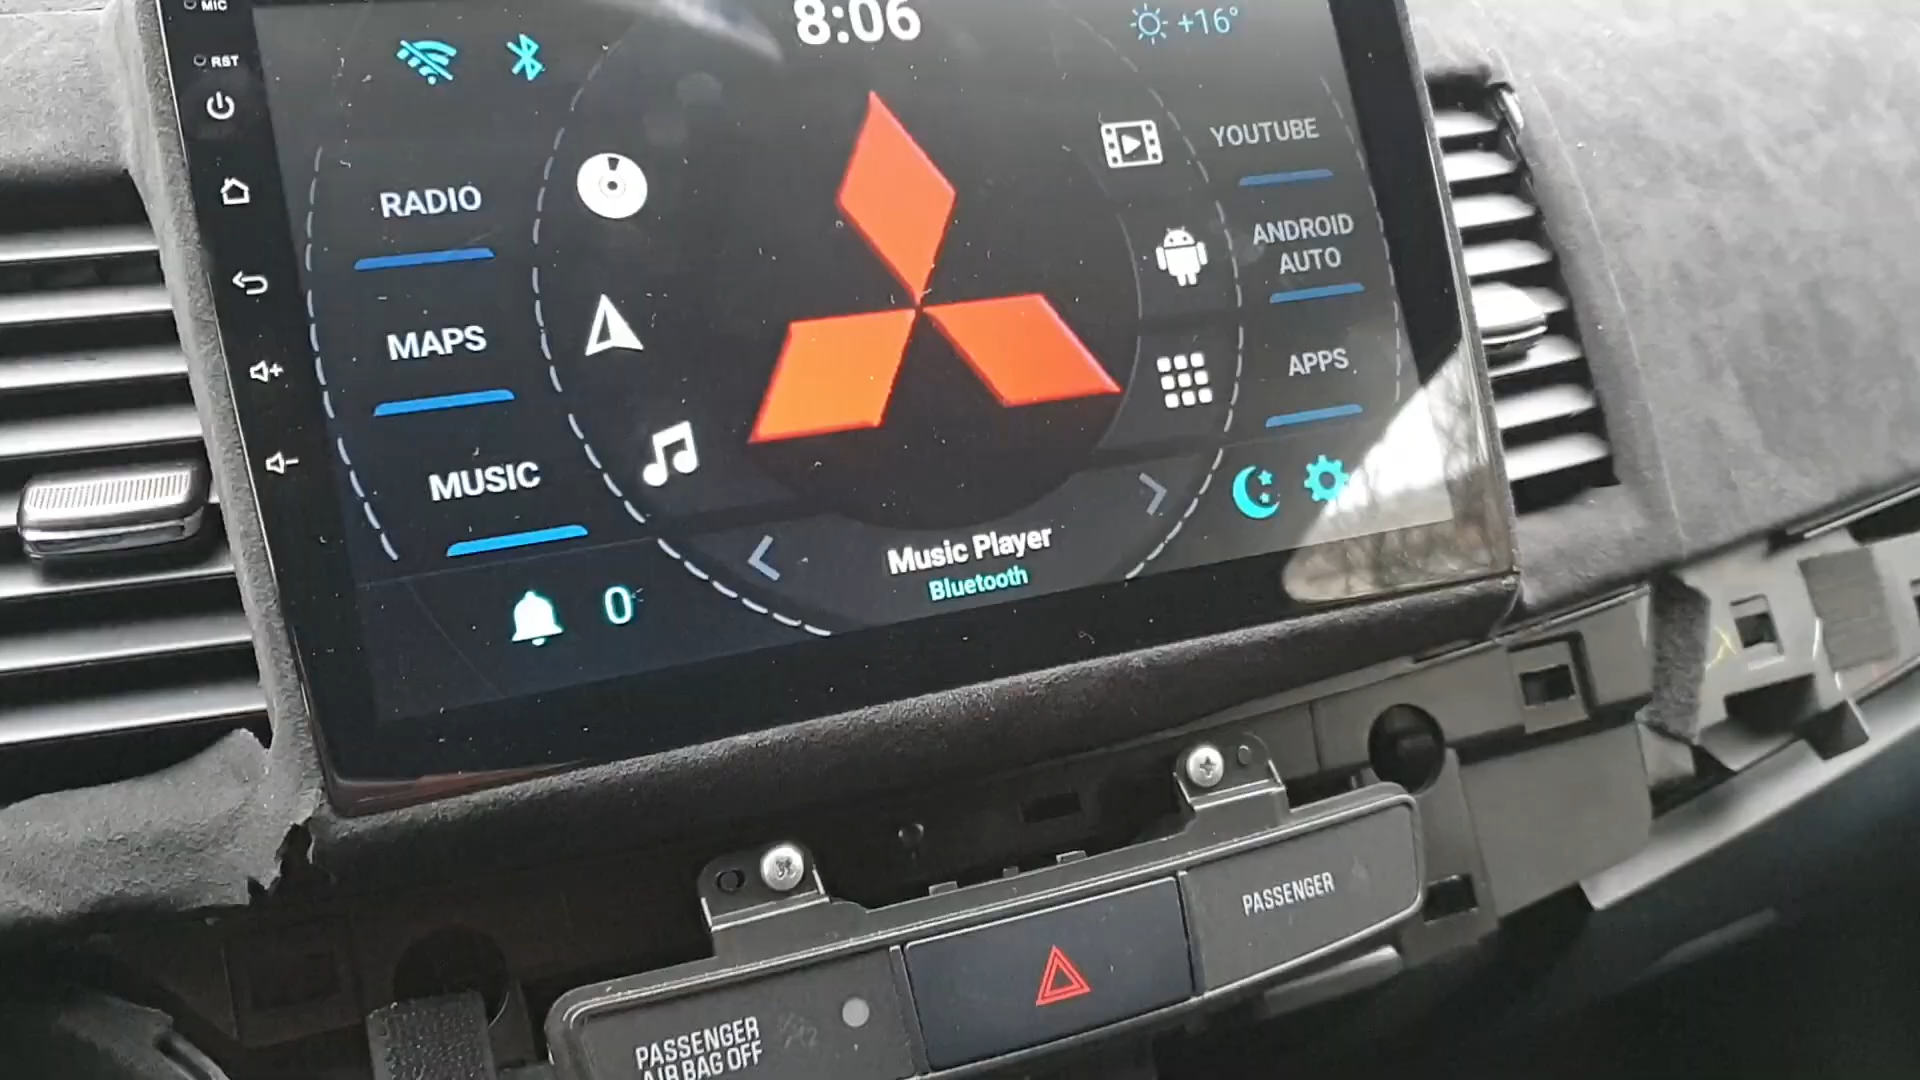 MIC
RST
8:06
+16°
RADIO
MAPS
MUSIC
YOUTUBE
ANDROID
AUTO
APPS
Music Player
Bluetooth
0
PASSENGER
AIR BAG OFF
PASSENGER